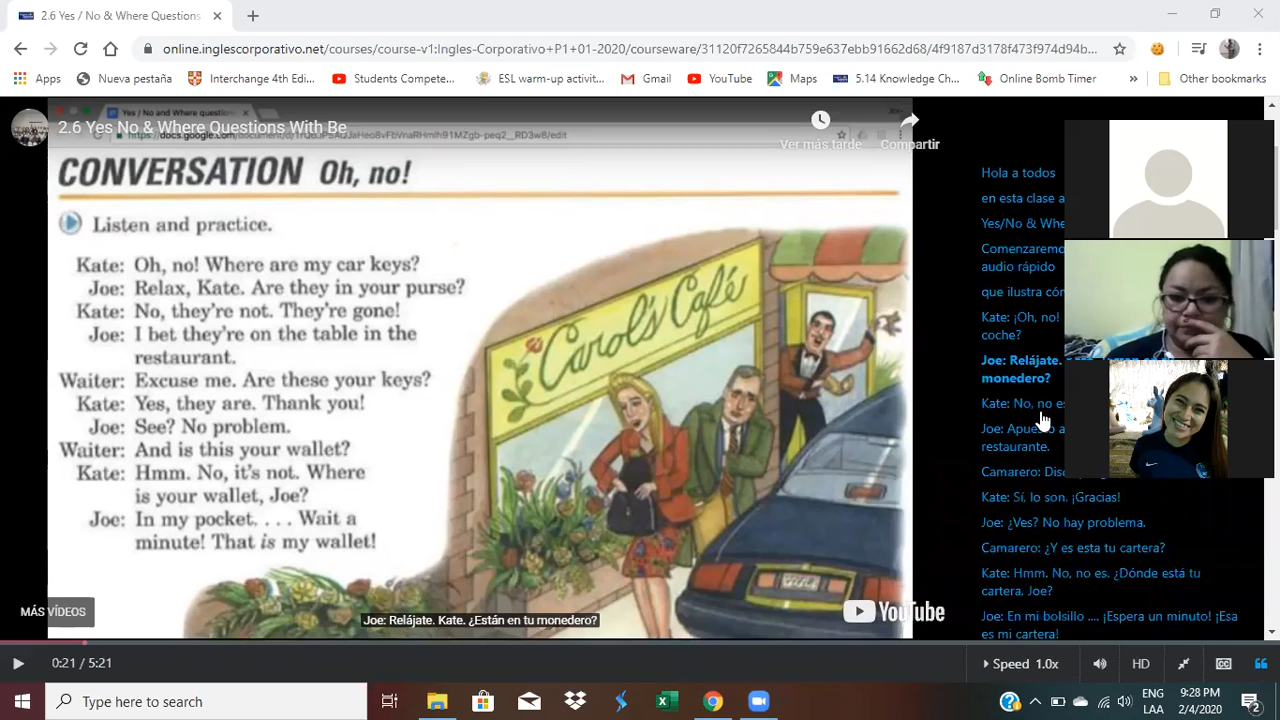 2.6 Yes / No & Where Questions
online.inglescorporativo.net/courses/course-v1:Ingles-Corporativo+P1+01-2020/courseware/31120f7265844b759e637ebb91662d68/4f9187d3178f473f974d94b...
Apps
Nueva pestaña
Interchange 4th Edi...
Students Compete...
ESL warm-up activit...
Gmail
YouTube
Maps
5.14 Knowledge Ch...
Online Bomb Timer
»
Other bookmarks
Yes / No and Where question
2.6 Yes No & Where Questions With Be
Ver más tarde
Compartir
CONVERSATION Oh, no!
Listen and practice.
Kate: Oh, no! Where are my car keys?
Joe: Relax, Kate. Are they in your purse?
Kate: No, they're not. They're gone!
Joe: I bet they're on the table in the
restaurant.
Waiter: Excuse me. Are these your keys?
Kate: Yes, they are. Thank you!
Joe: See? No problem.
Waiter: And is this your wallet?
Kate: Hmm. No, it's not. Where
is your wallet, Joe?
Joe: In my pocket. . . . Wait a
minute! That is my wallet!
Carol's Café
MÁS VÍDEOS
Joe: Relájate. Kate. ¿Están en tu monedero?
YouTube
Hola a todos
en esta clase a
Yes/No & Whe
Comenzaremo
audio rápido
que ilustra cón
Kate: ¡Oh, no!
coche?
Joe: Relájate.
monedero?
Kate: No, no es
Joe: Apuesto a
restaurante.
Camarero: Disc
Kate: Sí, lo son. ¡Gracias!
Joe: ¿Ves? No hay problema.
Camarero: ¿Y es esta tu cartera?
Kate: Hmm. No, no es. ¿Dónde está tu
cartera, Joe?
Joe: En mi bolsillo .... ¡Espera un minuto! ¡Esa
es mi cartera!
0:21 / 5:21
Speed 1.0x
HD
Type here to search
ENG
LAA
9:28 PM
2/4/2020
2